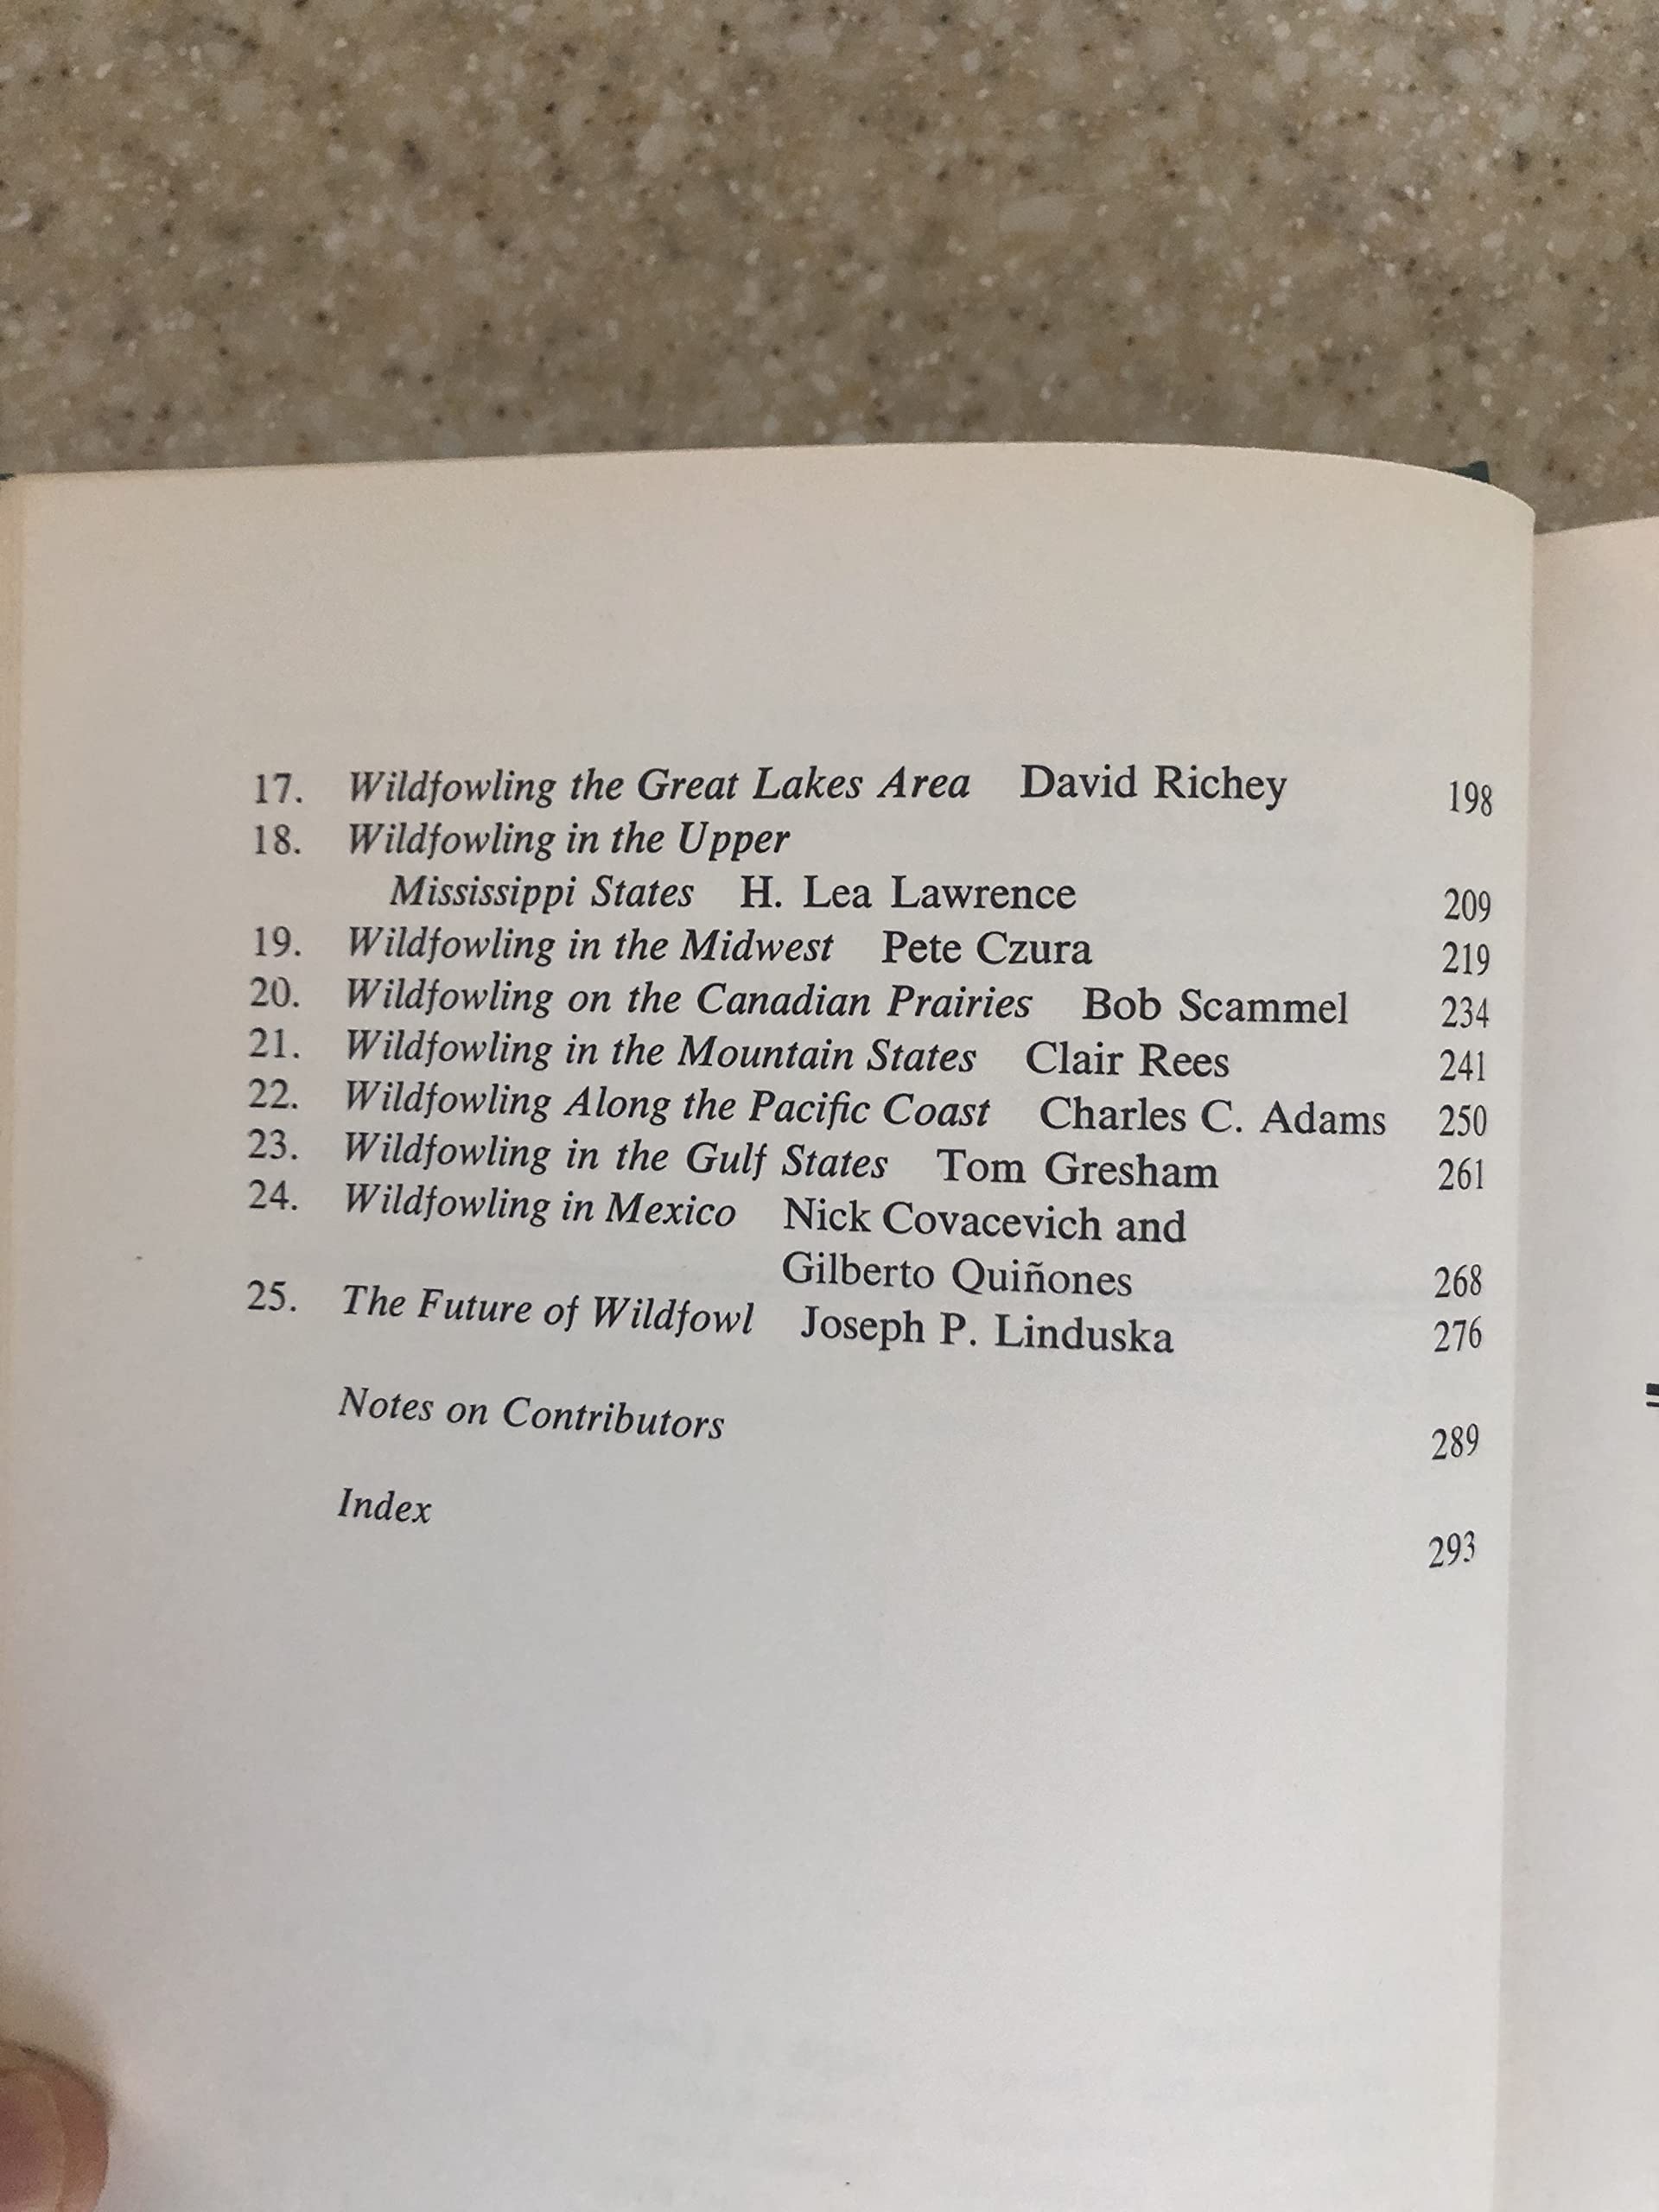 17. Wildfowling the Great Lakes Area David Richey 198
18. Wildfowling in the Upper
Mississippi States H. Lea Lawrence 209
19. Wildfowling in the Midwest Pete Czura 219
20. Wildfowling on the Canadian Prairies Bob Scammel 234
21. Wildfowling in the Mountain States Clair Rees 241
22. Wildfowling Along the Pacific Coast Charles C. Adams 250
23. Wildfowling in the Gulf States Tom Gresham 261
24. Wildfowling in Mexico Nick Covacevich and
Gilberto Quiñones 268
25. The Future of Wildfowl Joseph P. Linduska 276
Notes on Contributors 289
Index 293